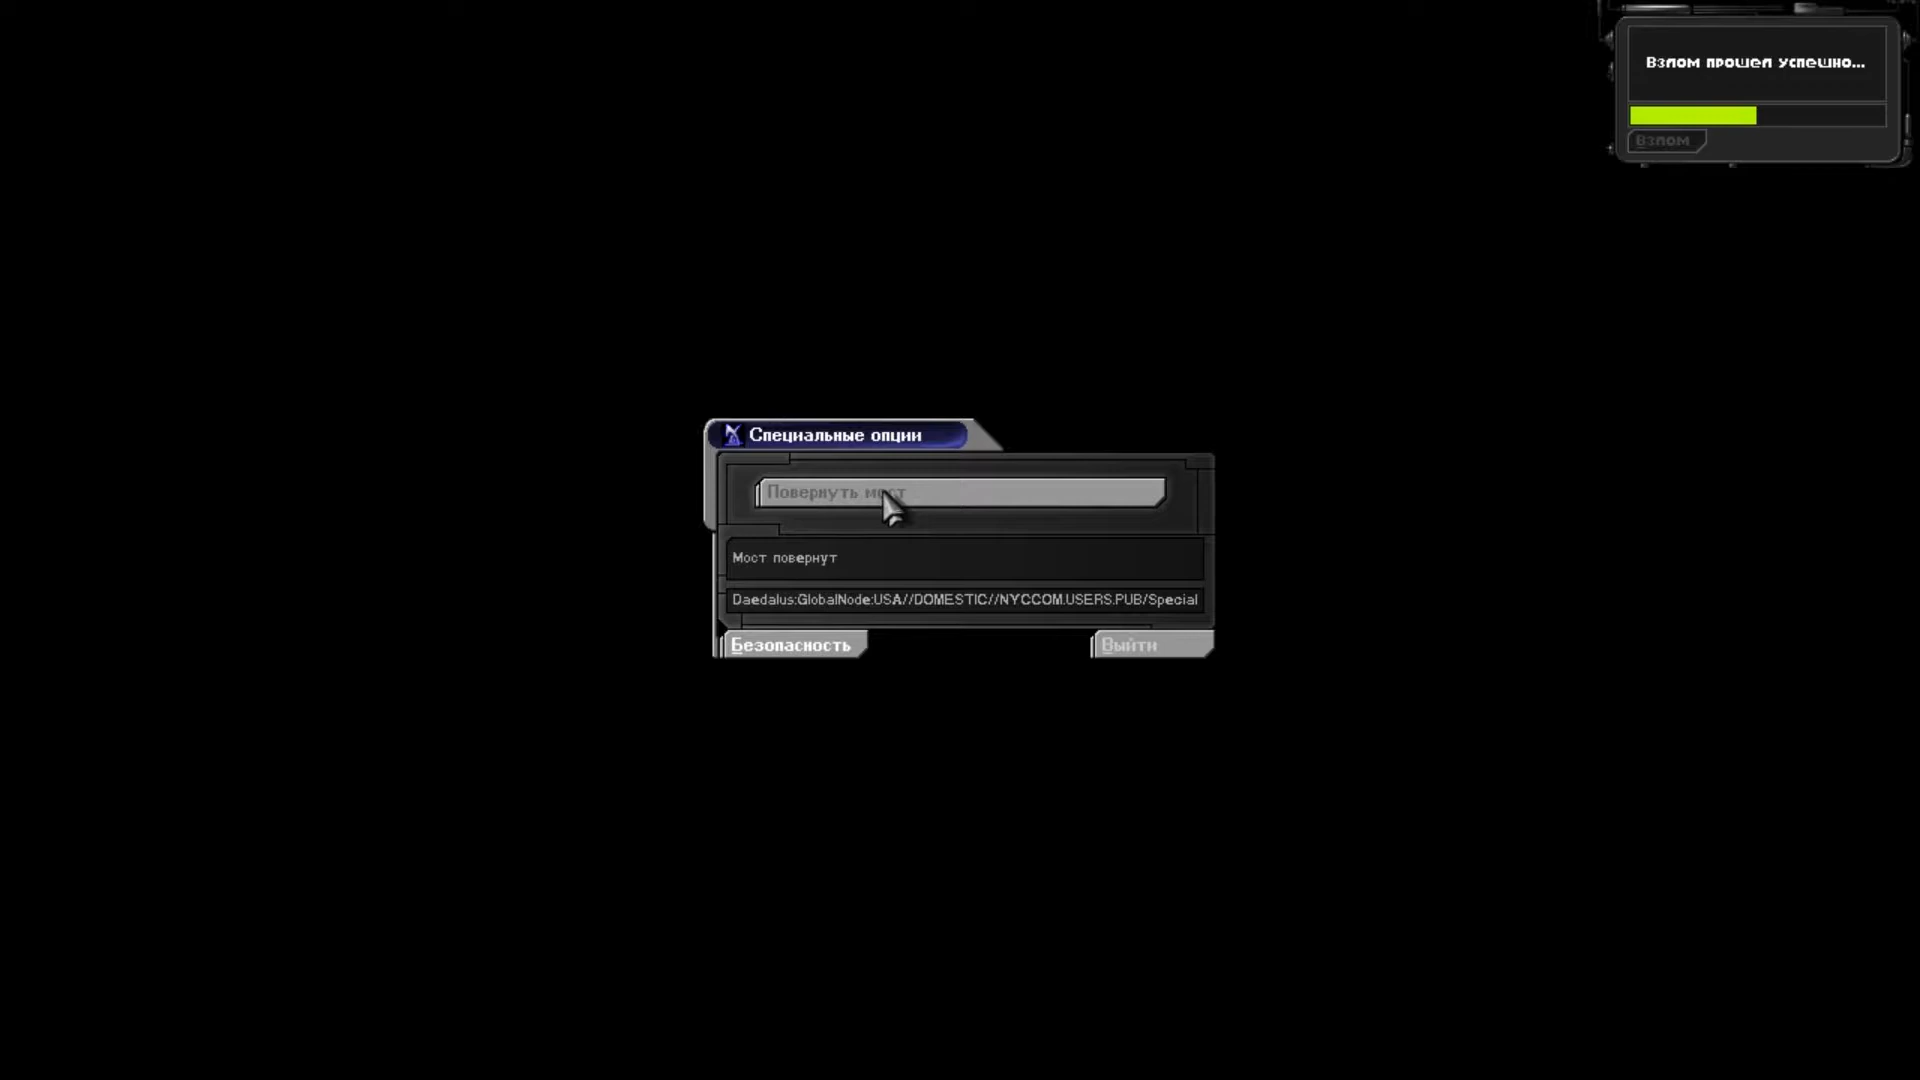 Взлом прошел успешно...
Взлом
Специальные опции
Повернуть мост
Мост повернут
Daedalus:GlobalNode:USA//DOMESTIC//NYCCOM.USERS.PUB/Special
Безопасность
Выйти